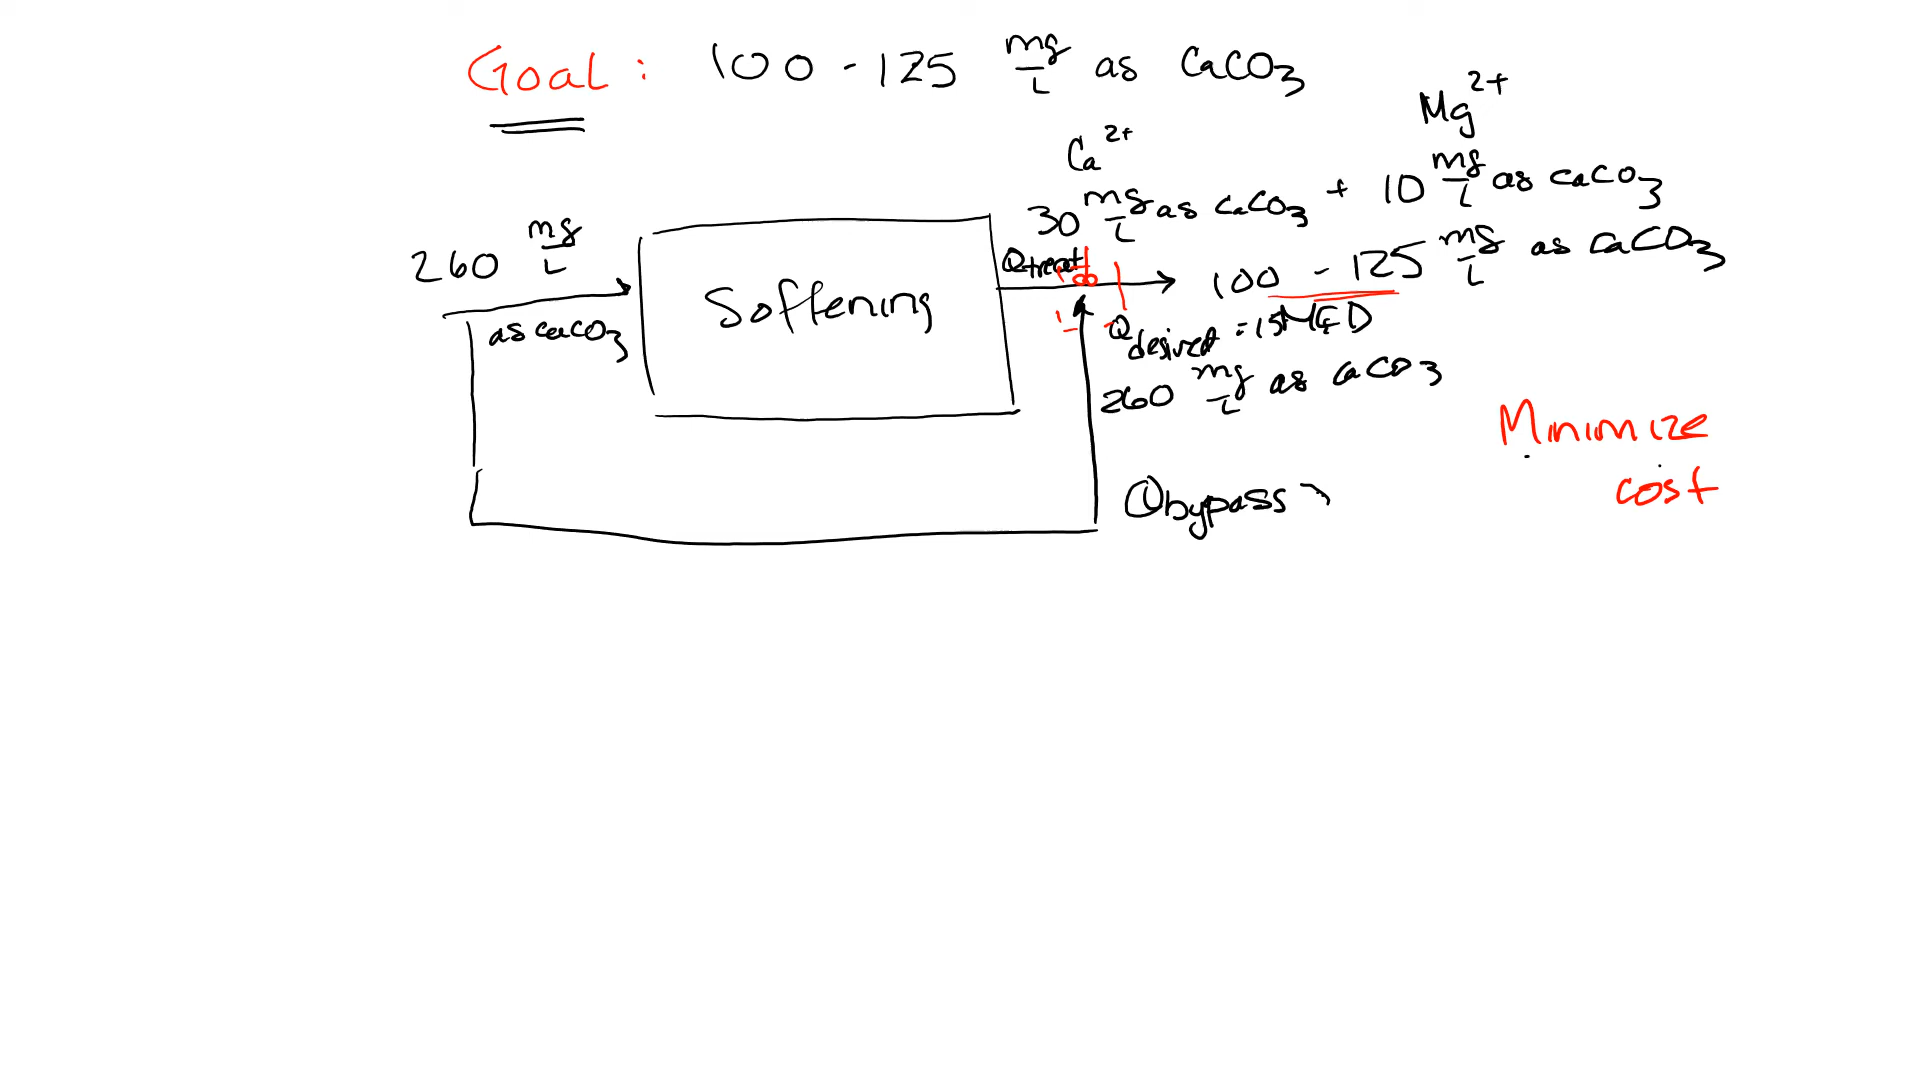 Goal: 100 - 125 mg/L as CaCO3
Mg2+
Ca2+
30 mg/L as CaCO3 + 10 mg/L as CaCO3
260 mg/L
as CaCO3
Softening
Qtreat
100 - 125 mg/L as CaCO3
Qdesired = 15 MGD
260 mg/L as CaCO3
Minimize
cost
Qbypass